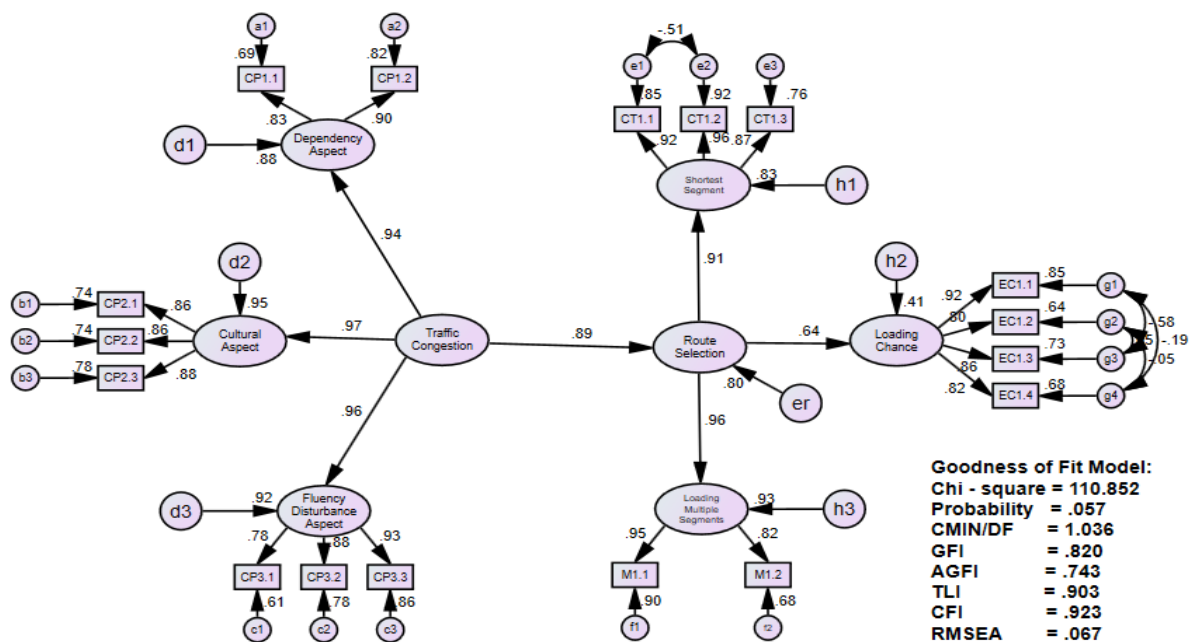 a1
a2
.69
.82
CP1.1
CP1.2
.83
.90
d1
.88
Dependency
Aspect
.94
-.51
e1
e2
e3
.85
.92
.76
CT1.1
CT1.2
CT1.3
.92
.96
.87
Shortest
Segment
.83
h1
.91
d2
.95
b1
.74
CP2.1
.86
b2
.74
CP2.2
.86
b3
.78
CP2.3
.88
Cultural
Aspect
.97
Traffic
Congestion
.89
Route
Selection
.80
er
.64
h2
.41
Loading
Chance
.92
EC1.1
.85
g1
.80
EC1.2
.64
g2
.86
EC1.3
.73
g3
.82
EC1.4
.68
g4
-.58
-.19
-.05
.96
d3
.92
Fluency
Disturbance
Aspect
.78
.88
.93
CP3.1
CP3.2
CP3.3
.61
.78
.86
c1
c2
c3
.96
Loading
Multiple
Segments
.93
h3
.95
.82
M1.1
M1.2
.90
.68
f1
f2
Goodness of Fit Model:
Chi - square = 110.852
Probability = .057
CMIN/DF = 1.036
GFI = .820
AGFI = .743
TLI = .903
CFI = .923
RMSEA = .067